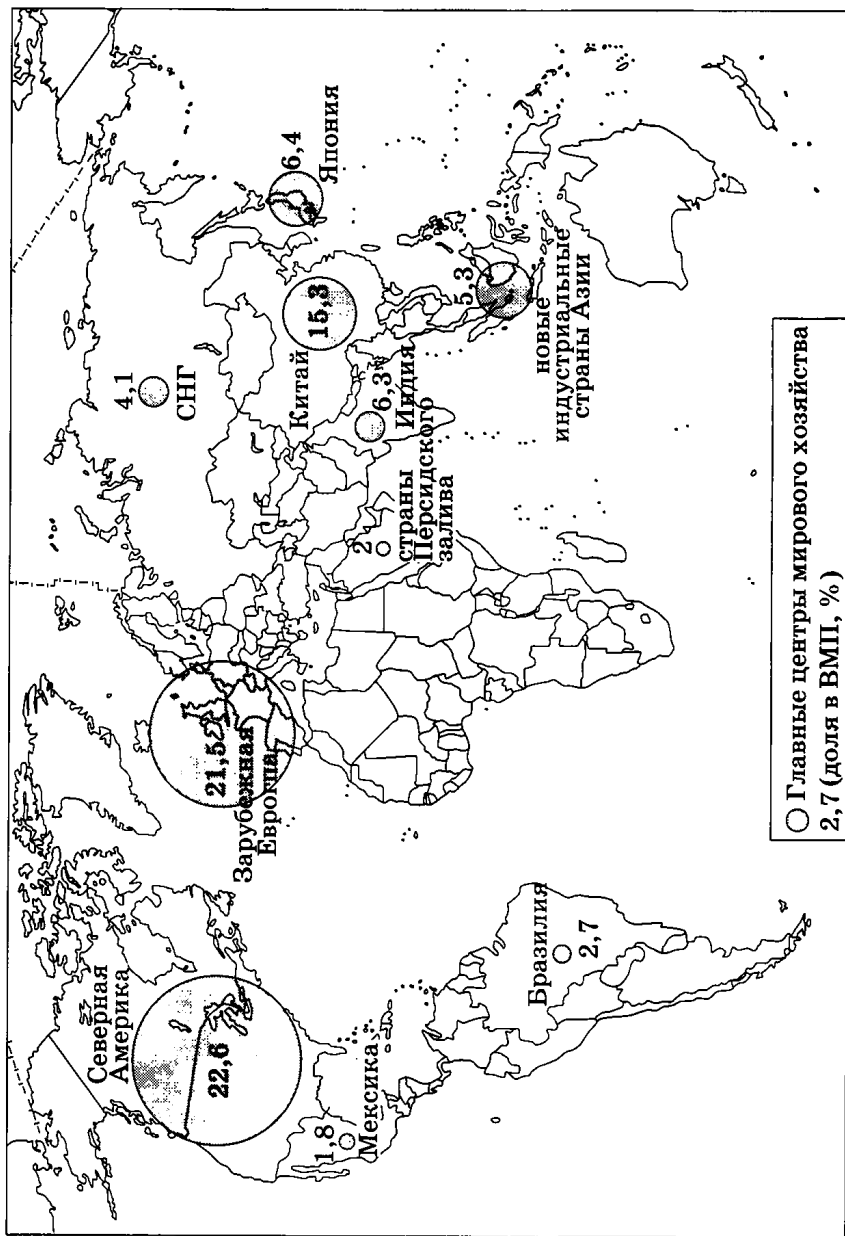 Северная
Америка
22,6
1,8
Мексика
Бразилия
2,7
21,5
Зарубежная
Европа
4,1
СНГ
Китай
15,3
6,4
Япония
2
страны
Персидского
залива
6,3
Индия
5,3
новые
индустриальные
страны Азии
Главные центры мирового хозяйства
2,7 (доля в ВМП, %)